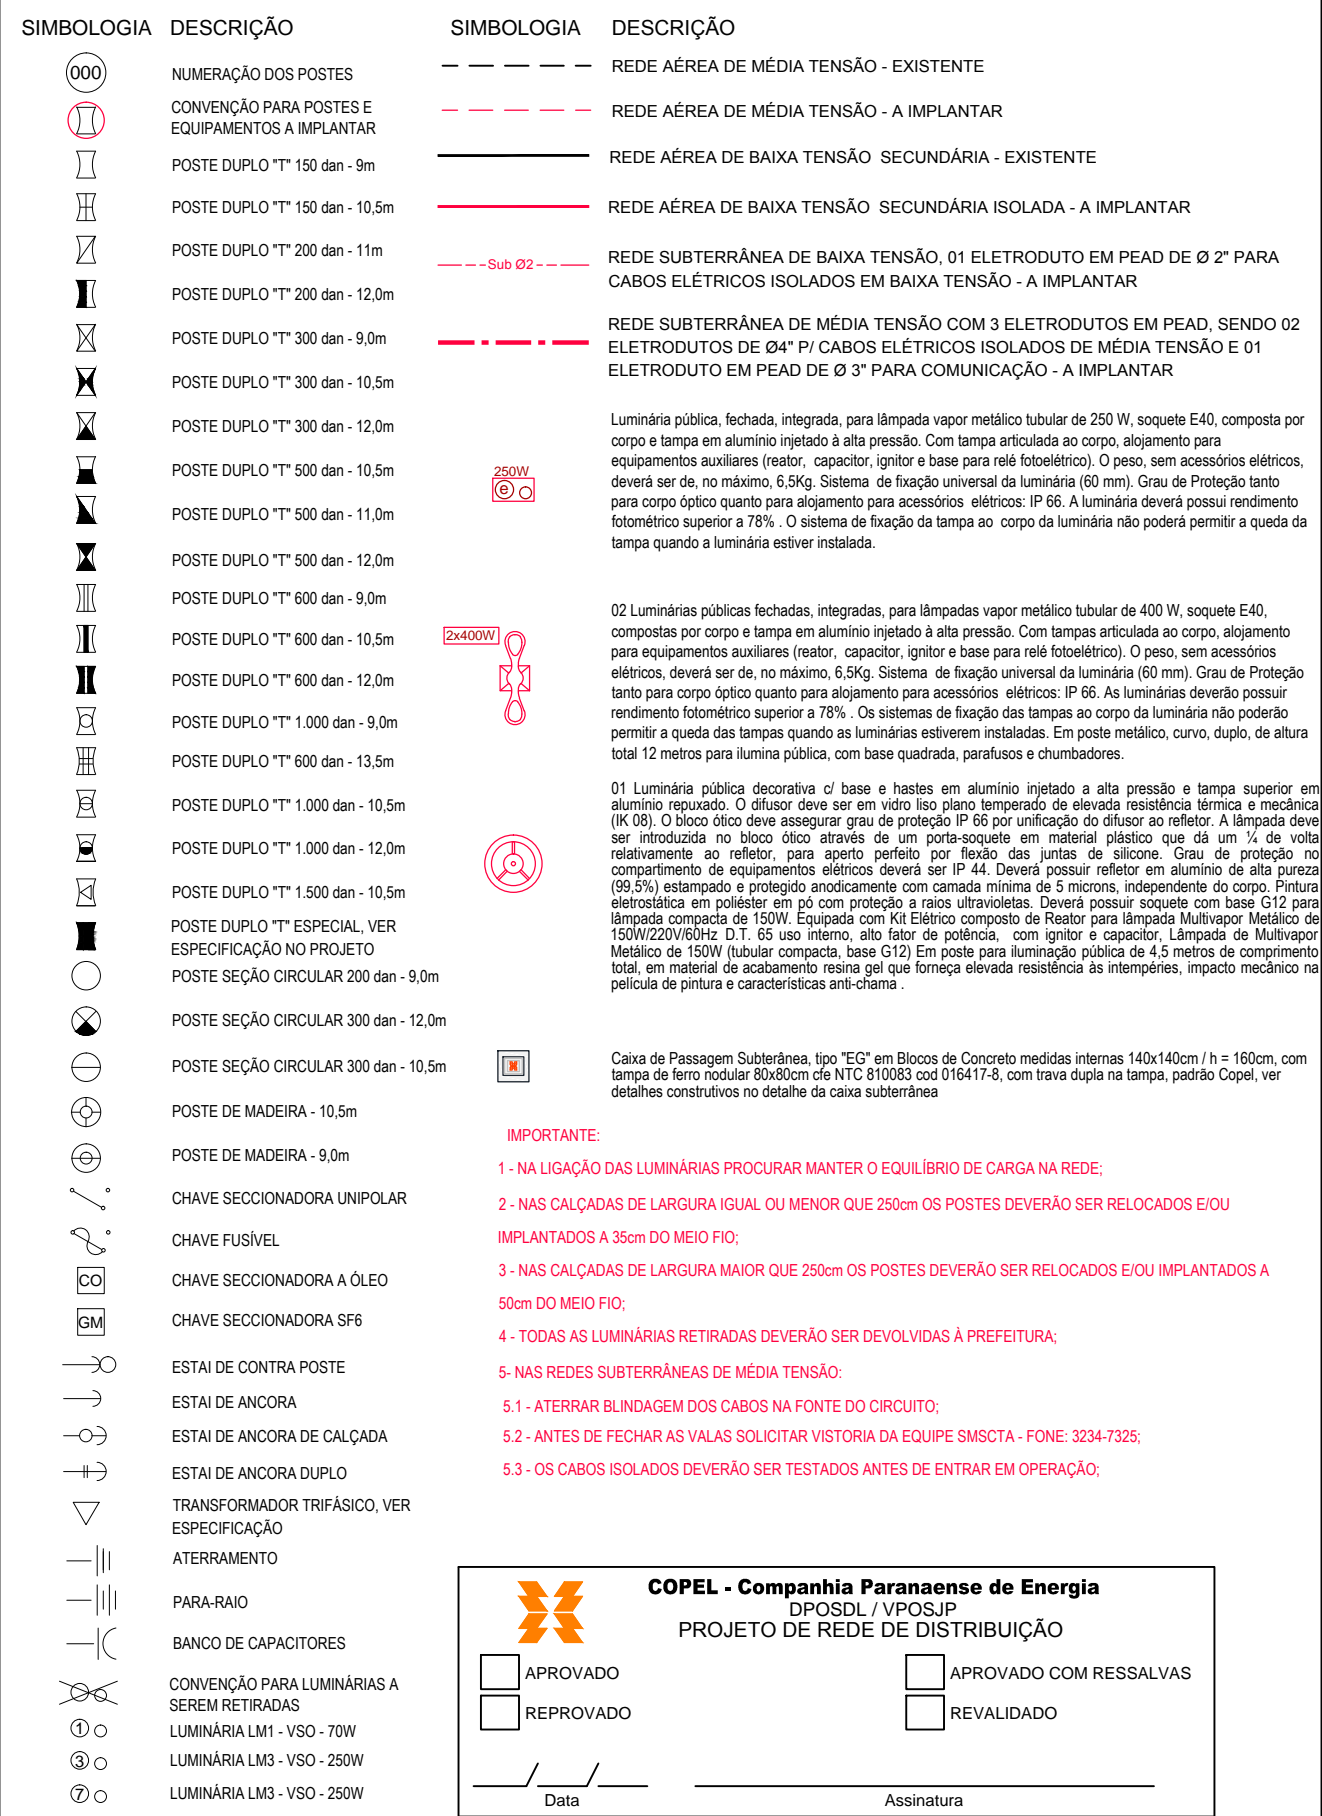 SIMBOLOGIA DESCRIÇÃO
000 NUMERAÇÃO DOS POSTES
CONVENÇÃO PARA POSTES E
EQUIPAMENTOS A IMPLANTAR
POSTE DUPLO "T" 150 dan - 9m
POSTE DUPLO "T" 150 dan - 10,5m
POSTE DUPLO "T" 200 dan - 11m
POSTE DUPLO "T" 200 dan - 12,0m
POSTE DUPLO "T" 300 dan - 9,0m
POSTE DUPLO "T" 300 dan - 10,5m
POSTE DUPLO "T" 300 dan - 12,0m
POSTE DUPLO "T" 500 dan - 10,5m
POSTE DUPLO "T" 500 dan - 11,0m
POSTE DUPLO "T" 500 dan - 12,0m
POSTE DUPLO "T" 600 dan - 9,0m
POSTE DUPLO "T" 600 dan - 10,5m
POSTE DUPLO "T" 600 dan - 12,0m
POSTE DUPLO "T" 1.000 dan - 9,0m
POSTE DUPLO "T" 600 dan - 13,5m
POSTE DUPLO "T" 1.000 dan - 10,5m
POSTE DUPLO "T" 1.000 dan - 12,0m
POSTE DUPLO "T" 1.500 dan - 10,5m
POSTE DUPLO "T" ESPECIAL, VER
ESPECIFICAÇÃO NO PROJETO
POSTE SEÇÃO CIRCULAR 200 dan - 9,0m
POSTE SEÇÃO CIRCULAR 300 dan - 12,0m
POSTE SEÇÃO CIRCULAR 300 dan - 10,5m
POSTE DE MADEIRA - 10,5m
POSTE DE MADEIRA - 9,0m
CHAVE SECCIONADORA UNIPOLAR
CHAVE FUSÍVEL
CO CHAVE SECCIONADORA A ÓLEO
GM CHAVE SECCIONADORA SF6
ESTAI DE CONTRA POSTE
ESTAI DE ANCORA
ESTAI DE ANCORA DE CALÇADA
ESTAI DE ANCORA DUPLO
TRANSFORMADOR TRIFÁSICO, VER
ESPECIFICAÇÃO
ATERRAMENTO
PARA-RAIO
BANCO DE CAPACITORES
CONVENÇÃO PARA LUMINÁRIAS A
SEREM RETIRADAS
1 LUMINÁRIA LM1 - VSO - 70W
3 LUMINÁRIA LM3 - VSO - 250W
7 LUMINÁRIA LM3 - VSO - 250W
SIMBOLOGIA DESCRIÇÃO
REDE AÉREA DE MÉDIA TENSÃO - EXISTENTE
REDE AÉREA DE MÉDIA TENSÃO - A IMPLANTAR
REDE AÉREA DE BAIXA TENSÃO SECUNDÁRIA - EXISTENTE
REDE AÉREA DE BAIXA TENSÃO SECUNDÁRIA ISOLADA - A IMPLANTAR
Sub Ø2
REDE SUBTERRÂNEA DE BAIXA TENSÃO, 01 ELETRODUTO EM PEAD DE Ø 2" PARA
CABOS ELÉTRICOS ISOLADOS EM BAIXA TENSÃO - A IMPLANTAR
REDE SUBTERRÂNEA DE MÉDIA TENSÃO COM 3 ELETRODUTOS EM PEAD, SENDO 02
ELETRODUTOS DE Ø4" P/ CABOS ELÉTRICOS ISOLADOS DE MÉDIA TENSÃO E 01
ELETRODUTO EM PEAD DE Ø 3" PARA COMUNICAÇÃO - A IMPLANTAR
250W
e
Luminária pública, fechada, integrada, para lâmpada vapor metálico tubular de 250 W, soquete E40, composta por
corpo e tampa em alumínio injetado à alta pressão. Com tampa articulada ao corpo, alojamento para
equipamentos auxiliares (reator, capacitor, ignitor e base para relé fotoelétrico). O peso, sem acessórios elétricos,
deverá ser de, no máximo, 6,5Kg. Sistema de fixação universal da luminária (60 mm). Grau de Proteção tanto
para corpo óptico quanto para alojamento para acessórios elétricos: IP 66. A luminária deverá possui rendimento
fotométrico superior a 78% . O sistema de fixação da tampa ao corpo da luminária não poderá permitir a queda da
tampa quando a luminária estiver instalada.
2x400W
02 Luminárias públicas fechadas, integradas, para lâmpadas vapor metálico tubular de 400 W, soquete E40,
compostas por corpo e tampa em alumínio injetado à alta pressão. Com tampas articulada ao corpo, alojamento
para equipamentos auxiliares (reator, capacitor, ignitor e base para relé fotoelétrico). O peso, sem acessórios
elétricos, deverá ser de, no máximo, 6,5Kg. Sistema de fixação universal da luminária (60 mm). Grau de Proteção
tanto para corpo óptico quanto para alojamento para acessórios elétricos: IP 66. As luminárias deverão possuir
rendimento fotométrico superior a 78% . Os sistemas de fixação das tampas ao corpo da luminária não poderão
permitir a queda das tampas quando as luminárias estiverem instaladas. Em poste metálico, curvo, duplo, de altura
total 12 metros para ilumina pública, com base quadrada, parafusos e chumbadores.
01 Luminária pública decorativa c/ base e hastes em alumínio injetado a alta pressão e tampa superior em
alumínio repuxado. O difusor deve ser em vidro liso plano temperado de elevada resistência térmica e mecânica
(IK 08). O bloco ótico deve assegurar grau de proteção IP 66 por unificação do difusor ao refletor. A lâmpada deve
ser introduzida no bloco ótico através de um porta-soquete em material plástico que dá um ¼ de volta
relativamente ao refletor, para aperto perfeito por flexão das juntas de silicone. Grau de proteção no
compartimento de equipamentos elétricos deverá ser IP 44. Deverá possuir refletor em alumínio de alta pureza
(99,5%) estampado e protegido anodicamente com camada mínima de 5 microns, independente do corpo. Pintura
eletrostática em poliéster em pó com proteção a raios ultravioletas. Deverá possuir soquete com base G12 para
lâmpada compacta de 150W. Equipada com Kit Elétrico composto de Reator para lâmpada Multivapor Metálico de
150W/220V/60Hz D.T. 65 uso interno, alto fator de potência, com ignitor e capacitor, Lâmpada de Multivapor
Metálico de 150W (tubular compacta, base G12) Em poste para iluminação pública de 4,5 metros de comprimento
total, em material de acabamento resina gel que forneça elevada resistência às intempéries, impacto mecânico na
película de pintura e características anti-chama .
Caixa de Passagem Subterânea, tipo "EG" em Blocos de Concreto medidas internas 140x140cm / h = 160cm, com
tampa de ferro nodular 80x80cm cfe NTC 810083 cod 016417-8, com trava dupla na tampa, padrão Copel, ver
detalhes construtivos no detalhe da caixa subterrânea
IMPORTANTE:
1 - NA LIGAÇÃO DAS LUMINÁRIAS PROCURAR MANTER O EQUILÍBRIO DE CARGA NA REDE;
2 - NAS CALÇADAS DE LARGURA IGUAL OU MENOR QUE 250cm OS POSTES DEVERÃO SER RELOCADOS E/OU
IMPLANTADOS A 35cm DO MEIO FIO;
3 - NAS CALÇADAS DE LARGURA MAIOR QUE 250cm OS POSTES DEVERÃO SER RELOCADOS E/OU IMPLANTADOS A
50cm DO MEIO FIO;
4 - TODAS AS LUMINÁRIAS RETIRADAS DEVERÃO SER DEVOLVIDAS À PREFEITURA;
5- NAS REDES SUBTERRÂNEAS DE MÉDIA TENSÃO:
5.1 - ATERRAR BLINDAGEM DOS CABOS NA FONTE DO CIRCUITO;
5.2 - ANTES DE FECHAR AS VALAS SOLICITAR VISTORIA DA EQUIPE SMSCTA - FONE: 3234-7325;
5.3 - OS CABOS ISOLADOS DEVERÃO SER TESTADOS ANTES DE ENTRAR EM OPERAÇÃO;
COPEL - Companhia Paranaense de Energia
DPOSDL / VPOSJP
PROJETO DE REDE DE DISTRIBUIÇÃO
APROVADO APROVADO COM RESSALVAS
REPROVADO REVALIDADO
Data Assinatura